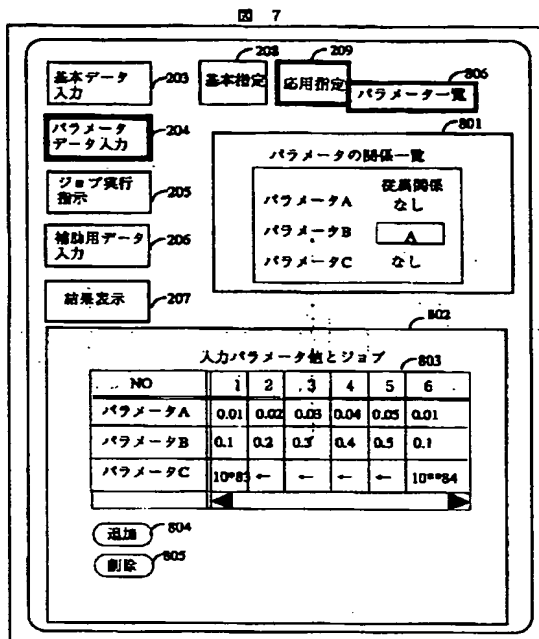 図 7
208
209
806
基本データ
入力
203
基本指定
応用指定
パラメータ一覧
801
パラメータ
データ入力
204
パラメータの関係一覧
従属関係
パラメータA なし
パラメータB A
パラメータC なし
ジョブ実行
指示
205
補助用データ
入力
206
結果表示
207
802
入力パラメータ値とジョブ
803
NO 1 2 3 4 5 6
パラメータA 0.01 0.02 0.03 0.04 0.05 0.01
パラメータB 0.1 0.2 0.3 0.4 0.5 0.1
パラメータC 10*83 ← ← ← ← 10**84
追加
804
削除
805